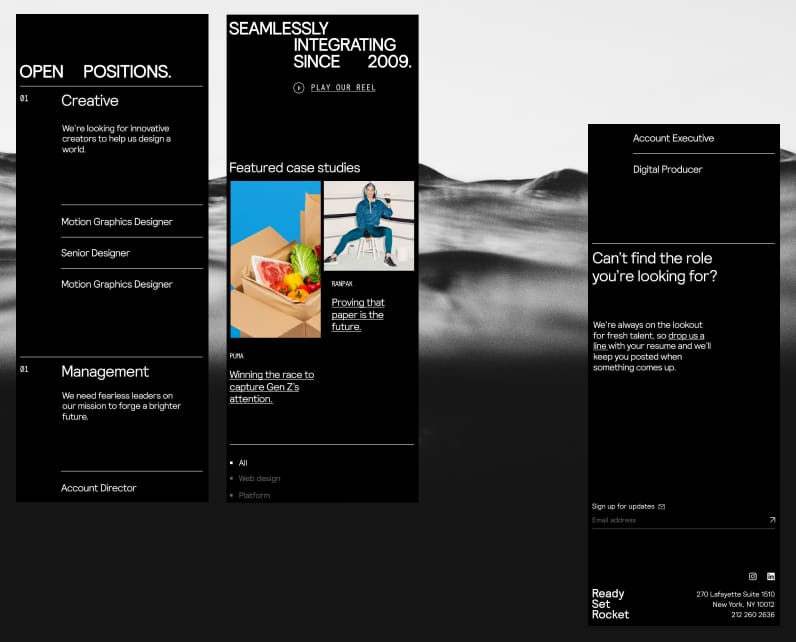 OPEN POSITIONS.
01
Creative
We're looking for innovative
creators to help us design a
world.
Motion Graphics Designer
Senior Designer
Motion Graphics Designer
01
Management
We need fearless leaders on
our mission to forge a brighter
future.
Account Director
SEAMLESSLY
INTEGRATING
SINCE 2009.
PLAY OUR REEL
Featured case studies
RANPAK
Proving that
paper is the
future.
PUMA
Winning the race to
capture Gen Z's
attention.
All
Web design
Platform
Account Executive
Digital Producer
Can't find the role
you're looking for?
We're always on the lookout
for fresh talent, so drop us a
line with your resume and we'll
keep you posted when
something comes up.
Sign up for updates
Email address
Ready
Set
Rocket
270 Lafayette Suite 1510
New York, NY 10012
212 260 2636